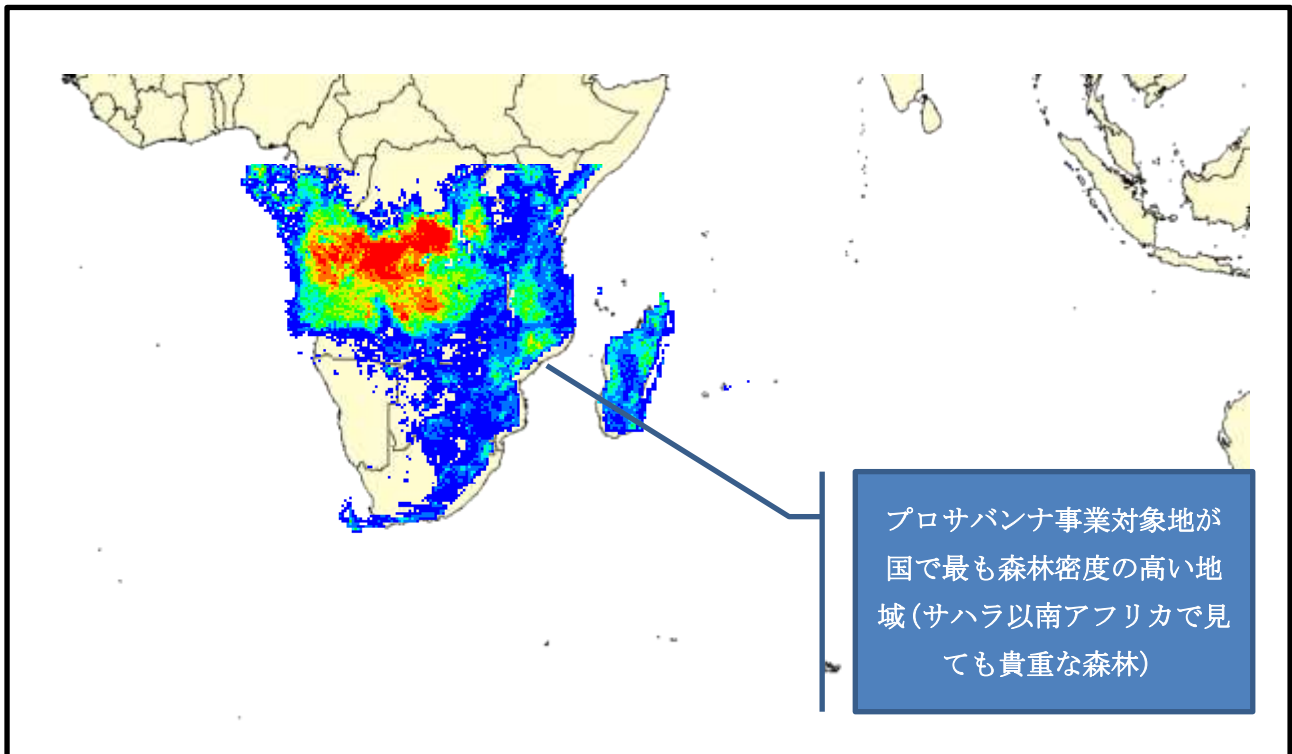 プロサバンナ事業対象地が
国で最も森林密度の高い地
域(サハラ以南アフリカで見
ても貴重な森林)